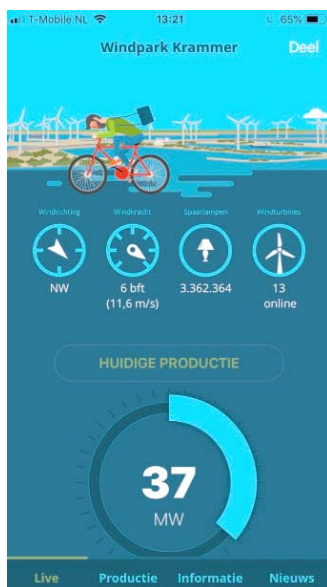 T-Mobile NL 13:21 65%
Windpark Krammer Deel
Windrichting Windkracht Spaarlampen Windturbines
NW 6 bft 3.362.364 13
(11,6 m/s) online
HUIDIGE PRODUCTIE
37
MW
Live Productie Informatie Nieuws